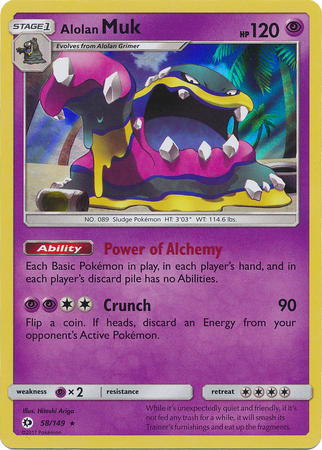 STAGE1 Alolan Muk HP 120
Evolves from Alolan Grimer
NO. 089 Sludge Pokémon HT: 3'03" WT: 114.6 lbs.
Ability Power of Alchemy
Each Basic Pokémon in play, in each player's hand, and in
each player's discard pile has no Abilities.
Crunch 90
Flip a coin. If heads, discard an Energy from your
opponent's Active Pokémon.
weakness ×2 resistance retreat
Illus. Hitoshi Ariga
58/149 ★
©2017 Pokémon
While it's unexpectedly quiet and friendly, if it's
not fed any trash for a while, it will smash its
Trainer's furnishings and eat up the fragments.